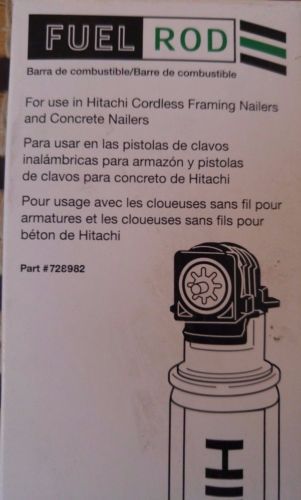 FUEL ROD
Barra de combustible/Barre de combustible
For use in Hitachi Cordless Framing Nailers
and Concrete Nailers
Para usar en las pistolas de clavos
inalámbricas para armazón y pistolas
de clavos para concreto de Hitachi
Pour usage avec les cloueuses sans fil pour
armatures et les cloueuses sans fils pour
béton de Hitachi
Part #728982
HI